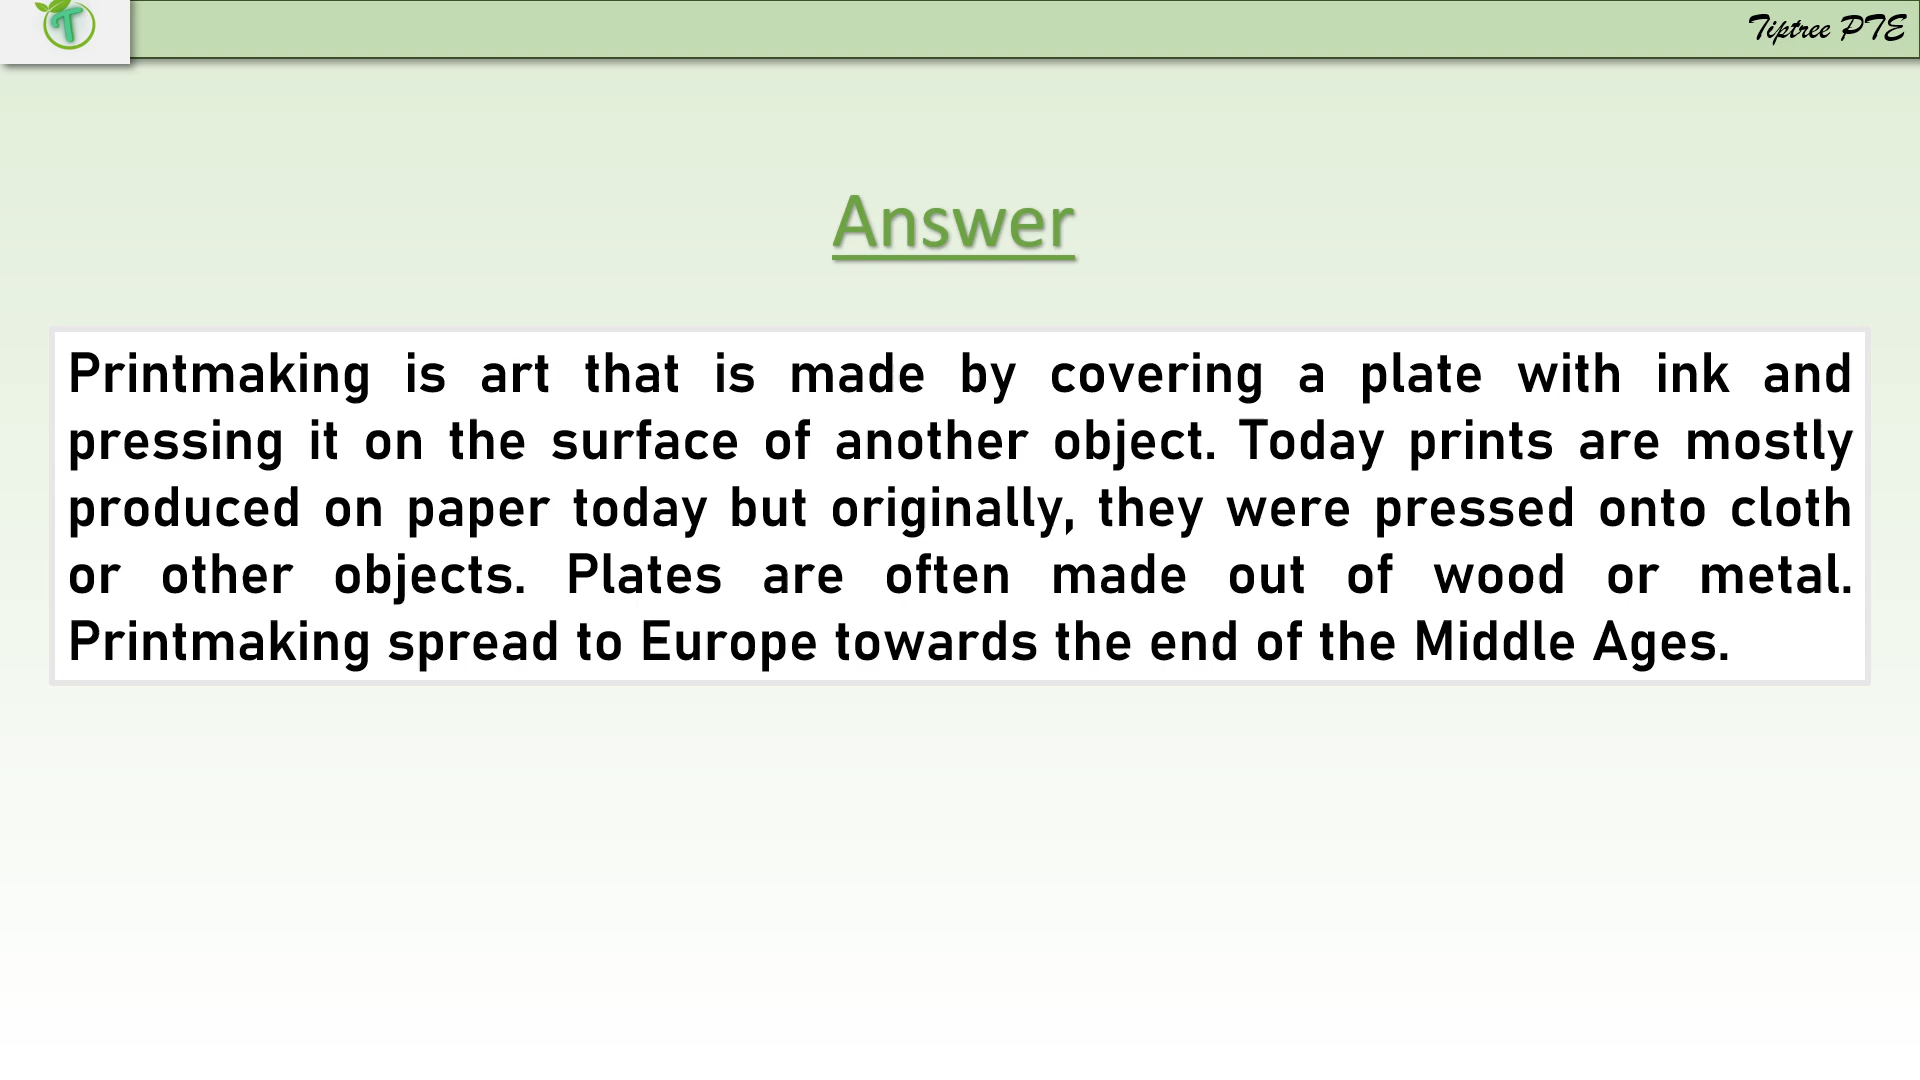 T
Tiptree PTE
Answer
Printmaking is art that is made by covering a plate with ink and
pressing it on the surface of another object. Today prints are mostly
produced on paper today but originally, they were pressed onto cloth
or other objects. Plates are often made out of wood or metal.
Printmaking spread to Europe towards the end of the Middle Ages.